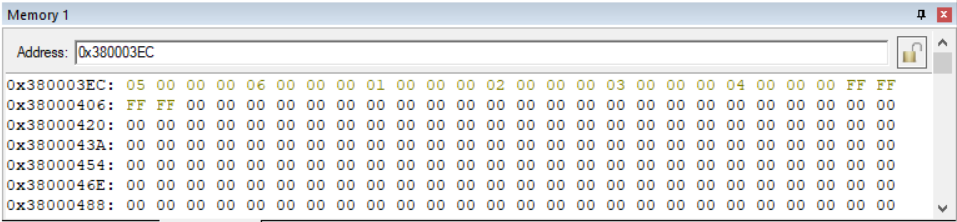 Memory 1
Address: 0x380003EC
0x380003EC: 05 00 00 00 06 00 00 00 01 00 00 00 02 00 00 00 03 00 00 00 04 00 00 00 FF FF
0x38000406: FF FF 00 00 00 00 00 00 00 00 00 00 00 00 00 00 00 00 00 00 00 00 00 00 00 00
0x38000420: 00 00 00 00 00 00 00 00 00 00 00 00 00 00 00 00 00 00 00 00 00 00 00 00 00 00
0x3800043A: 00 00 00 00 00 00 00 00 00 00 00 00 00 00 00 00 00 00 00 00 00 00 00 00 00 00
0x38000454: 00 00 00 00 00 00 00 00 00 00 00 00 00 00 00 00 00 00 00 00 00 00 00 00 00 00
0x3800046E: 00 00 00 00 00 00 00 00 00 00 00 00 00 00 00 00 00 00 00 00 00 00 00 00 00 00
0x38000488: 00 00 00 00 00 00 00 00 00 00 00 00 00 00 00 00 00 00 00 00 00 00 00 00 00 00